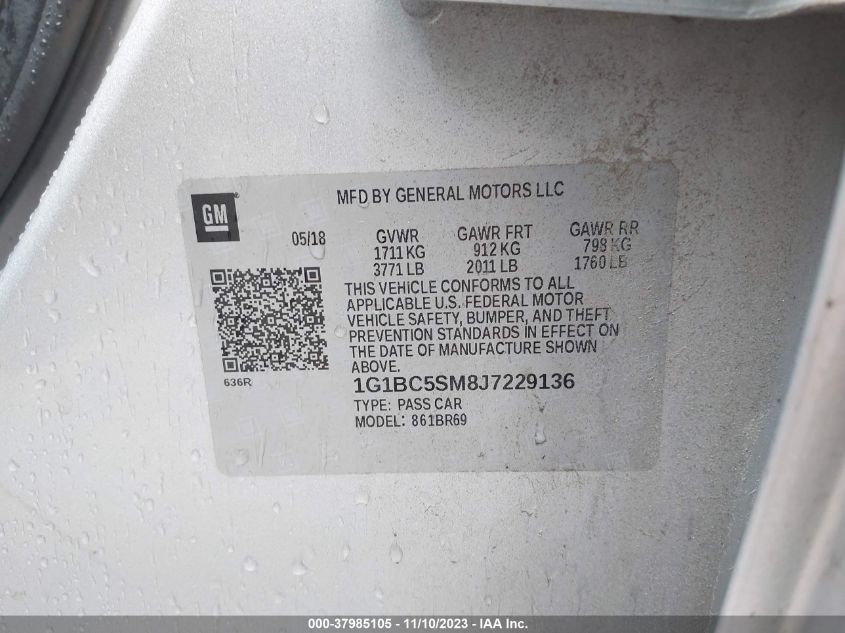 GM
MFD BY GENERAL MOTORS LLC
05/18 GVWR GAWR FRT GAWR RR
1711 KG 912 KG 798 KG
3771 LB 2011 LB 1760 LB
THIS VEHICLE CONFORMS TO ALL
APPLICABLE U.S. FEDERAL MOTOR
VEHICLE SAFETY, BUMPER, AND THEFT
PREVENTION STANDARDS IN EFFECT ON
THE DATE OF MANUFACTURE SHOWN
ABOVE.
636R
1G1BC5SM8J7229136
TYPE: PASS CAR
MODEL: 861BR69
000-37985105 - 11/10/2023 - IAA Inc.